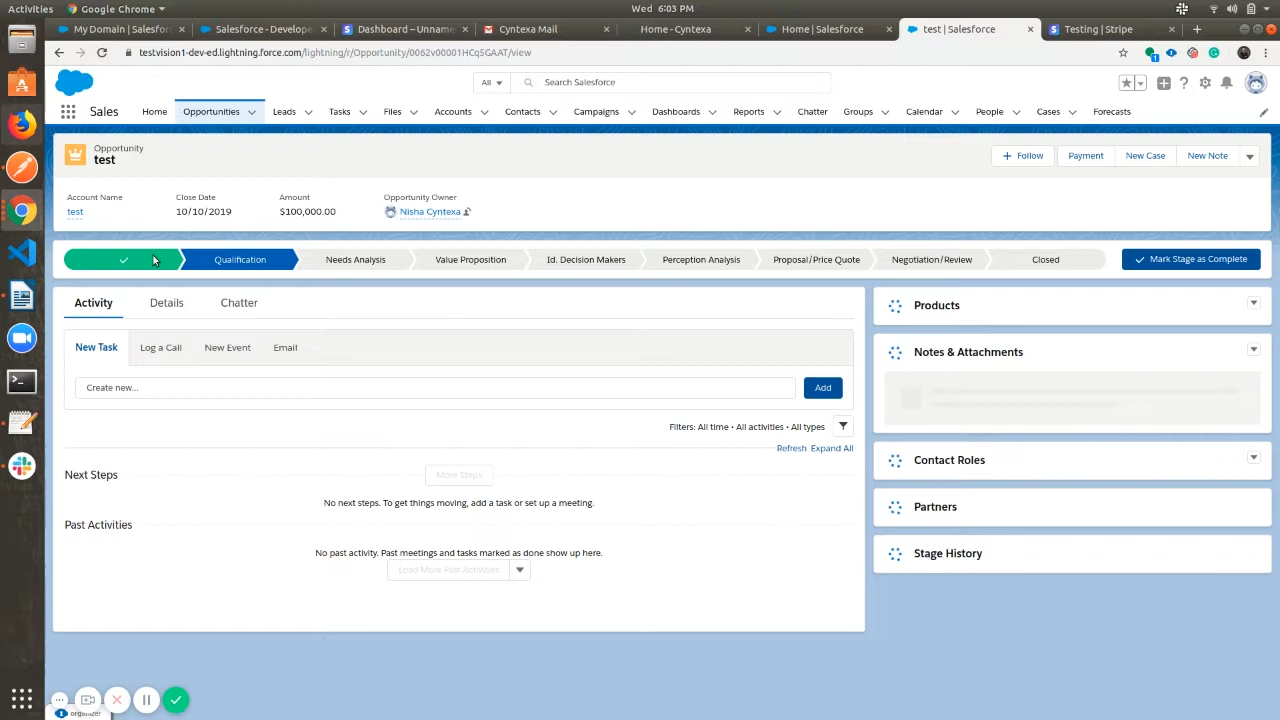 Activities
Google Chrome
Wed 6:03 PM
My Domain | Salesfor
Salesforce - Develope
Dashboard – Unname
Cyntexa Mail
Home - Cyntexa
Home | Salesforce
test | Salesforce
Testing | Stripe
testvision1-dev-ed.lightning.force.com/lightning/r/Opportunity/0062v00001HCq5GAAT/view
All
Search Salesforce
Sales
Home
Opportunities
Leads
Tasks
Files
Accounts
Contacts
Campaigns
Dashboards
Reports
Chatter
Groups
Calendar
People
Cases
Forecasts
Opportunity
test
Follow
Payment
New Case
New Note
Account Name
Close Date
Amount
Opportunity Owner
test
10/10/2019
$100,000.00
Nisha Cyntexa
Qualification
Needs Analysis
Value Proposition
Id. Decision Makers
Perception Analysis
Proposal/Price Quote
Negotiation/Review
Closed
Mark Stage as Complete
Activity
Details
Chatter
New Task
Log a Call
New Event
Email
Create new...
Add
Filters: All time • All activities • All types
Refresh
Expand All
Next Steps
More Steps
No next steps. To get things moving, add a task or set up a meeting.
Past Activities
No past activity. Past meetings and tasks marked as done show up here.
Load More Past Activities
Products
Notes & Attachments
Contact Roles
Partners
Stage History
organizer